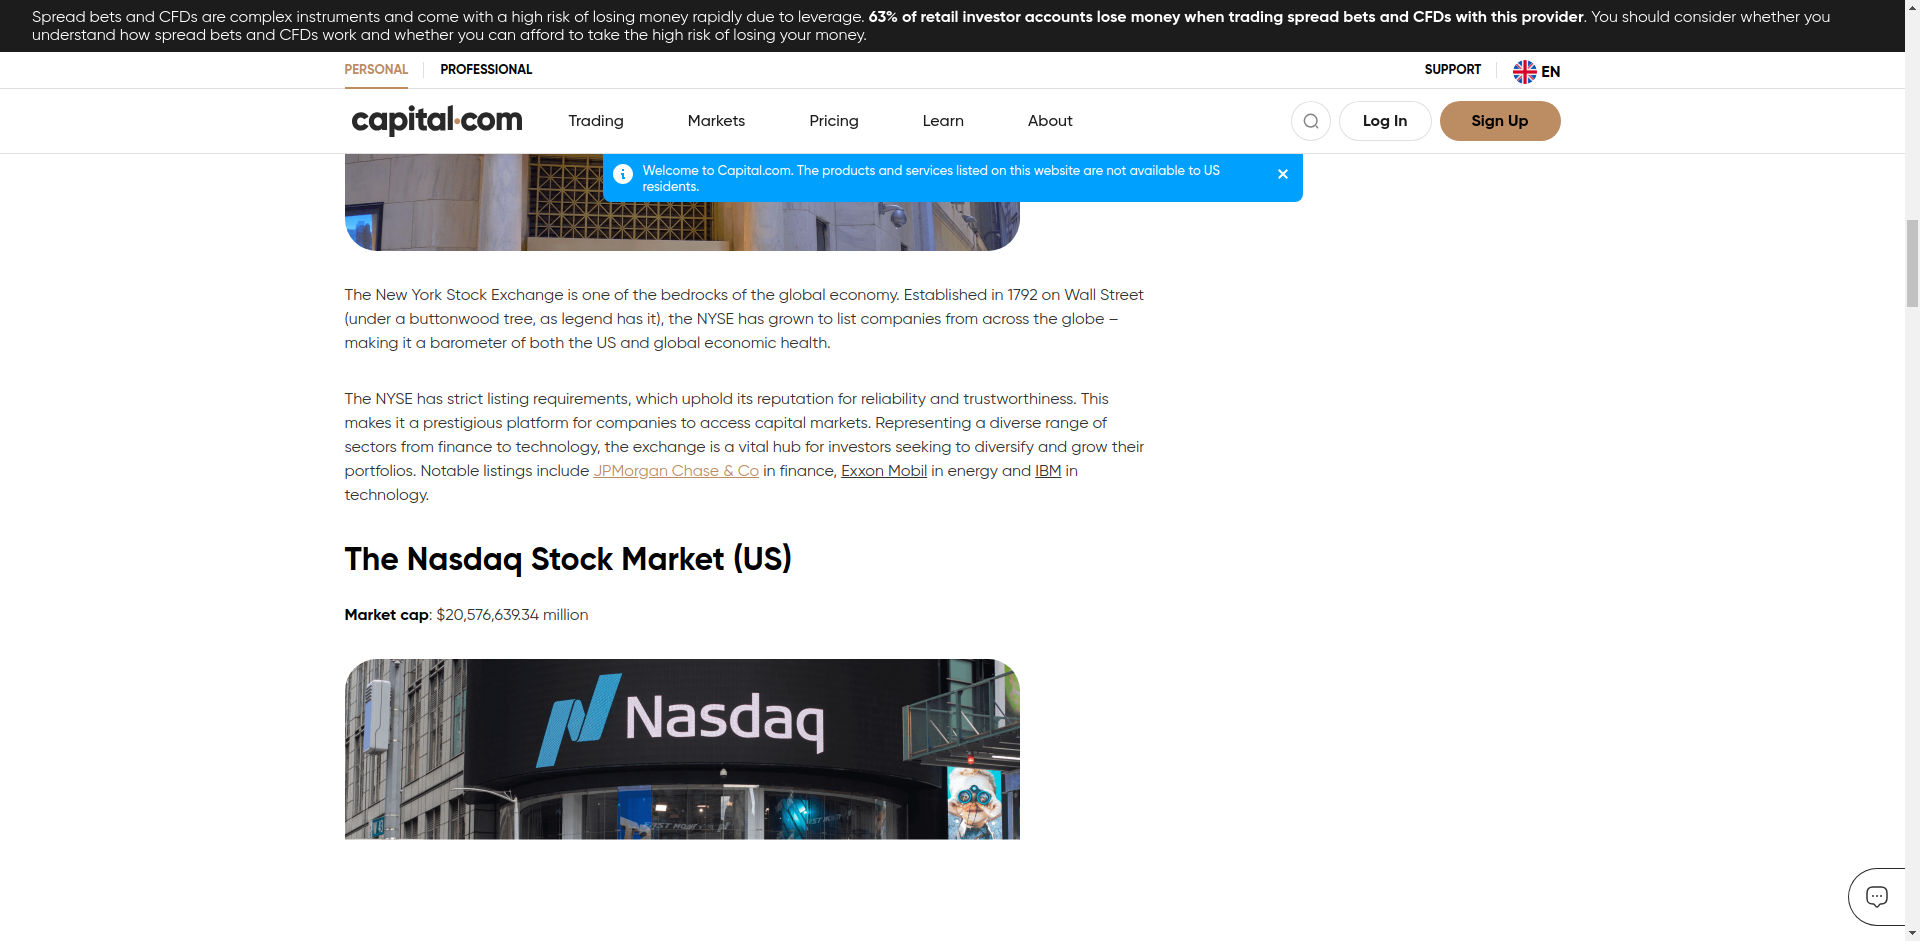 Spread bets and CFDs are complex instruments and come with a high risk of losing money rapidly due to leverage. 63% of retail investor accounts lose money when trading spread bets and CFDs with this provider. You should consider whether you
understand how spread bets and CFDs work and whether you can afford to take the high risk of losing your money.
PERSONAL PROFESSIONAL SUPPORT EN
capital.com Trading Markets Pricing Learn About Log In Sign Up
Welcome to Capital.com. The products and services listed on this website are not available to US
residents.
The New York Stock Exchange is one of the bedrocks of the global economy. Established in 1792 on Wall Street
(under a buttonwood tree, as legend has it), the NYSE has grown to list companies from across the globe –
making it a barometer of both the US and global economic health.
The NYSE has strict listing requirements, which uphold its reputation for reliability and trustworthiness. This
makes it a prestigious platform for companies to access capital markets. Representing a diverse range of
sectors from finance to technology, the exchange is a vital hub for investors seeking to diversify and grow their
portfolios. Notable listings include JPMorgan Chase & Co in finance, Exxon Mobil in energy and IBM in
technology.
The Nasdaq Stock Market (US)
Market cap: $20,576,639.34 million
Nasdaq